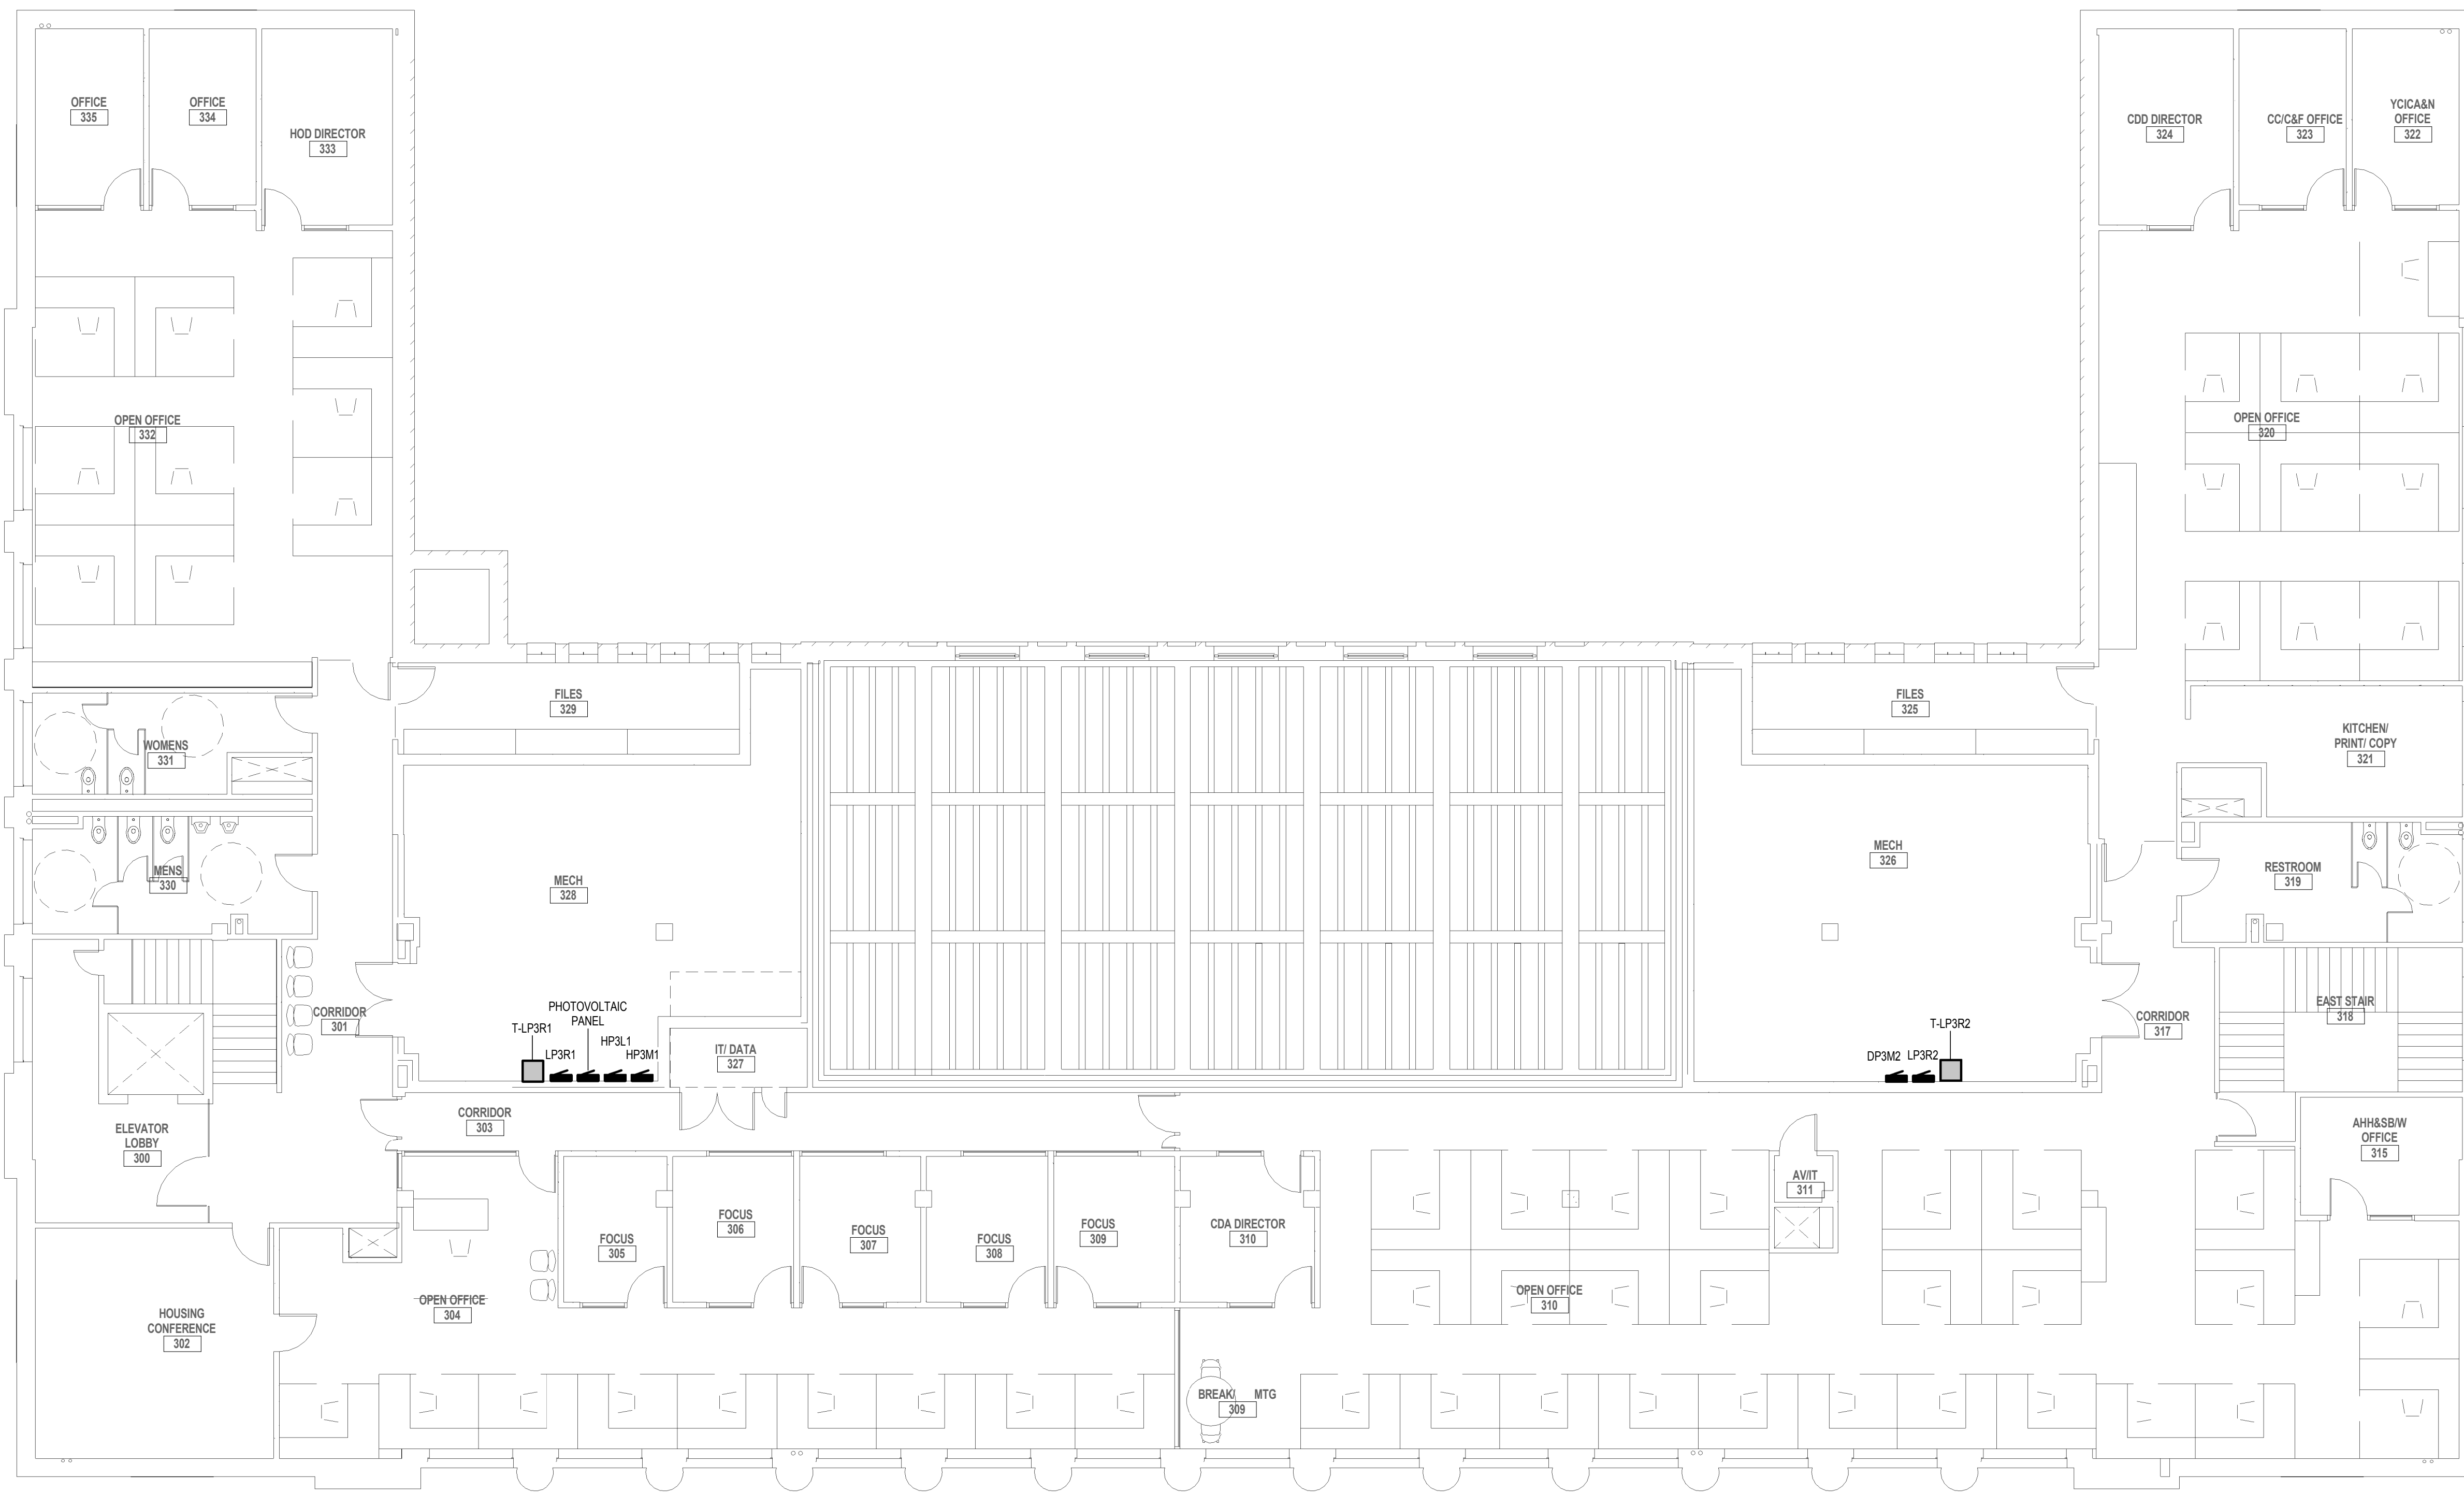 OFFICE
335
OFFICE
334
HOD DIRECTOR
333
CDD DIRECTOR
324
CC/C&F OFFICE
323
YCICA&N
OFFICE
322
OPEN OFFICE
332
OPEN OFFICE
320
FILES
329
FILES
325
WOMENS
331
KITCHEN/
PRINT/ COPY
321
MENS
330
MECH
328
MECH
326
RESTROOM
319
CORRIDOR
301
PHOTOVOLTAIC
PANEL
T-LP3R1
LP3R1
HP3L1
HP3M1
IT/ DATA
327
T-LP3R2
DP3M2
LP3R2
CORRIDOR
317
EAST STAIR
318
ELEVATOR
LOBBY
300
CORRIDOR
303
AHH&SB/W
OFFICE
315
AV/IT
311
FOCUS
305
FOCUS
306
FOCUS
307
FOCUS
308
FOCUS
309
CDA DIRECTOR
310
HOUSING
CONFERENCE
302
OPEN OFFICE
304
OPEN OFFICE
310
BREAK/ MTG
309